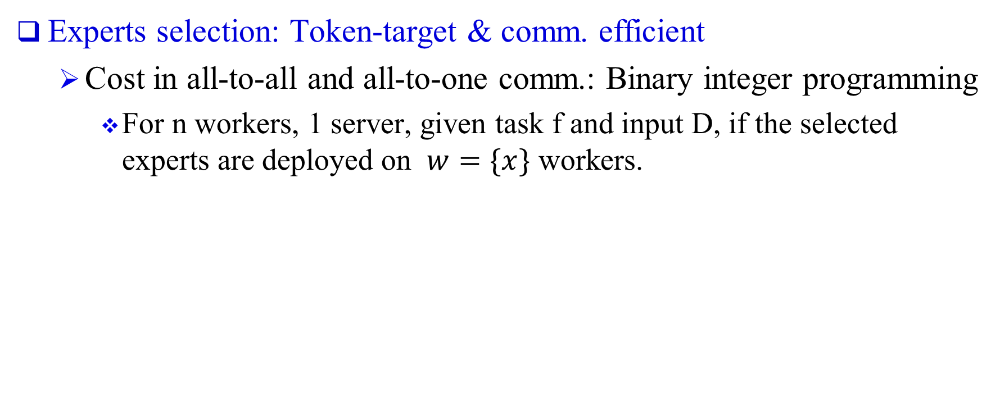 ❑ Experts selection: Token-target & comm. efficient
➢ Cost in all-to-all and all-to-one comm.: Binary integer programming
❖ For n workers, 1 server, given task f and input D, if the selected
experts are deployed on w = {x} workers.